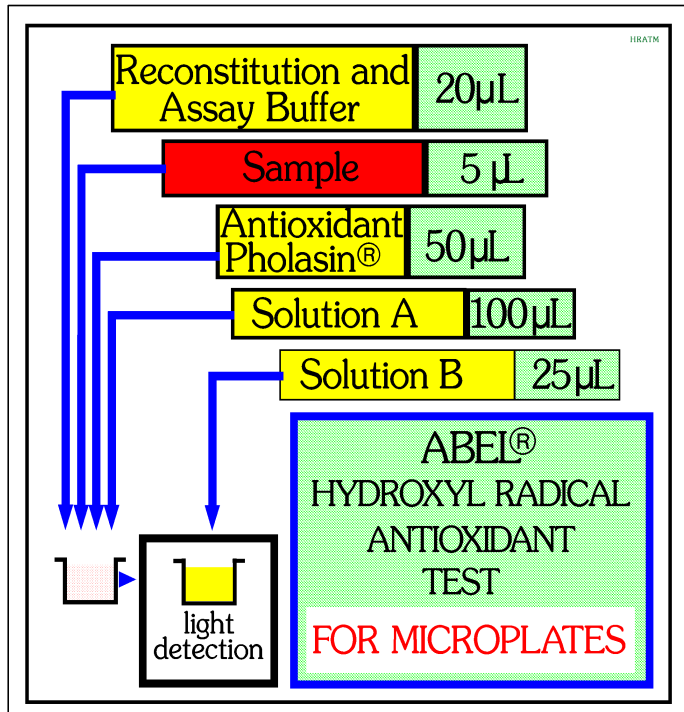 HRATM
Reconstitution and
Assay Buffer
20µL
Sample
5 µL
Antioxidant
Pholasin®
50µL
Solution A
100µL
Solution B
25µL
ABEL®
HYDROXYL RADICAL
ANTIOXIDANT
TEST
FOR MICROPLATES
light
detection